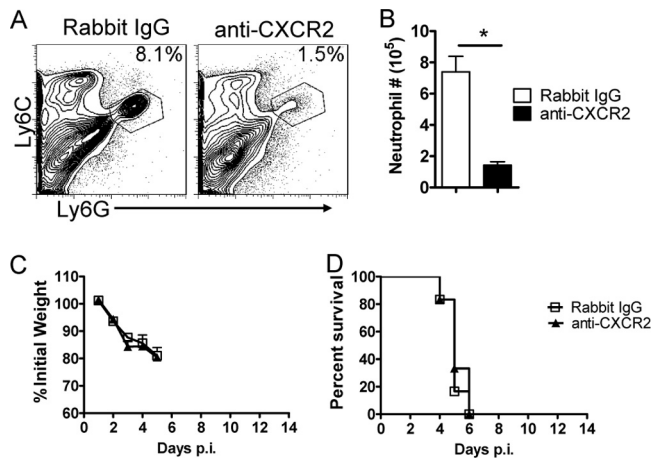 A
Rabbit IgG
anti-CXCR2
8.1%
1.5%
Ly6C
Ly6G
B
*
Neutrophil # (10⁵)
10
8
6
4
2
0
Rabbit IgG
anti-CXCR2
C
% Initial Weight
110
100
90
80
70
60
0 2 4 6 8 10 12 14
Days p.i.
D
Percent survival
100
80
60
40
20
0
0 2 4 6 8 10 12 14
Days p.i.
Rabbit IgG
anti-CXCR2